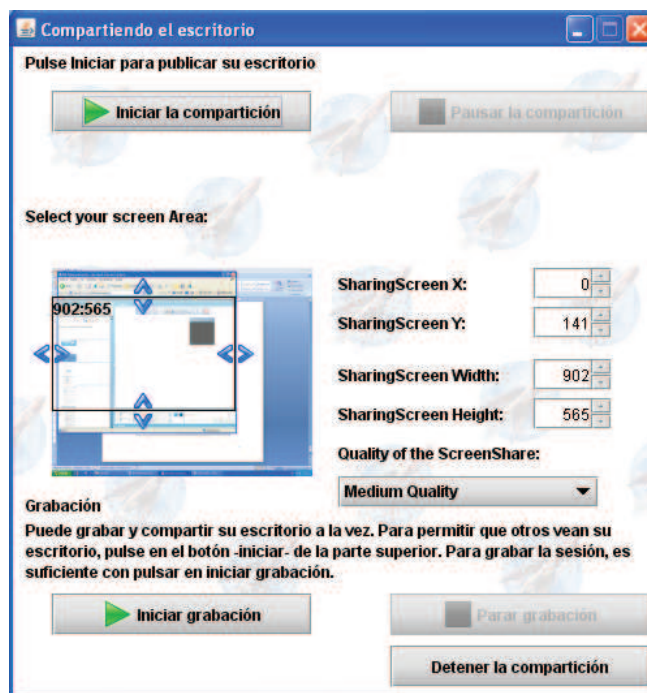 Compartiendo el escritorio
Pulse Iniciar para publicar su escritorio
Iniciar la compartición
Pausar la compartición
Select your screen Area:
902:565
SharingScreen X:
0
SharingScreen Y:
141
SharingScreen Width:
902
SharingScreen Height:
565
Quality of the ScreenShare:
Medium Quality
Grabación
Puede grabar y compartir su escritorio a la vez. Para permitir que otros vean su
escritorio, pulse en el botón -iniciar- de la parte superior. Para grabar la sesión, es
suficiente con pulsar en iniciar grabación.
Iniciar grabación
Parar grabación
Detener la compartición